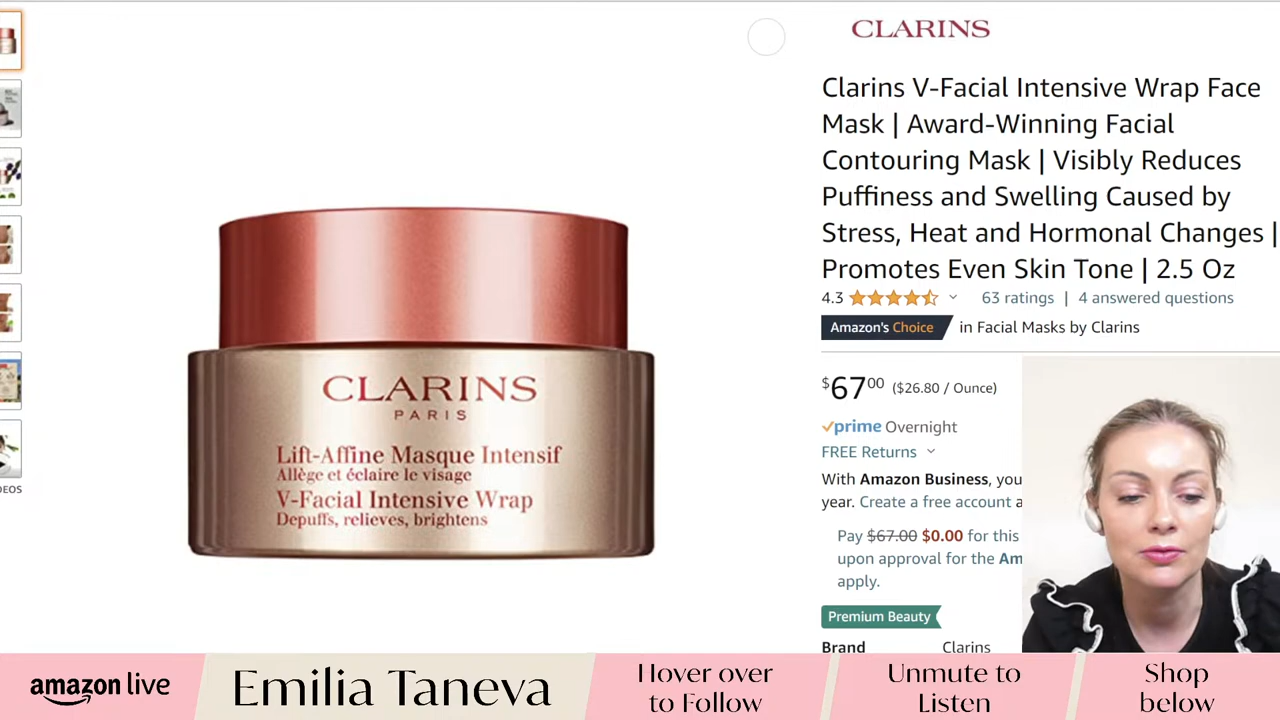 CLARINS
Clarins V-Facial Intensive Wrap Face
Mask | Award-Winning Facial
Contouring Mask | Visibly Reduces
Puffiness and Swelling Caused by
Stress, Heat and Hormonal Changes |
Promotes Even Skin Tone | 2.5 Oz
4.3
63 ratings | 4 answered questions
Amazon's Choice in Facial Masks by Clarins
$67.00 ($26.80 / Ounce)
prime Overnight
FREE Returns
With Amazon Business, you
year. Create a free account a
Pay $67.00 $0.00 for this
upon approval for the Am
apply.
Premium Beauty
Brand Clarins
CLARINS
PARIS
Lift-Affine Masque Intensif
Allège et éclaire le visage
V-Facial Intensive Wrap
Depuffs, relieves, brightens
DEOS
amazon live
Emilia Taneva
Hover over
to Follow
Unmute to
Listen
Shop
below